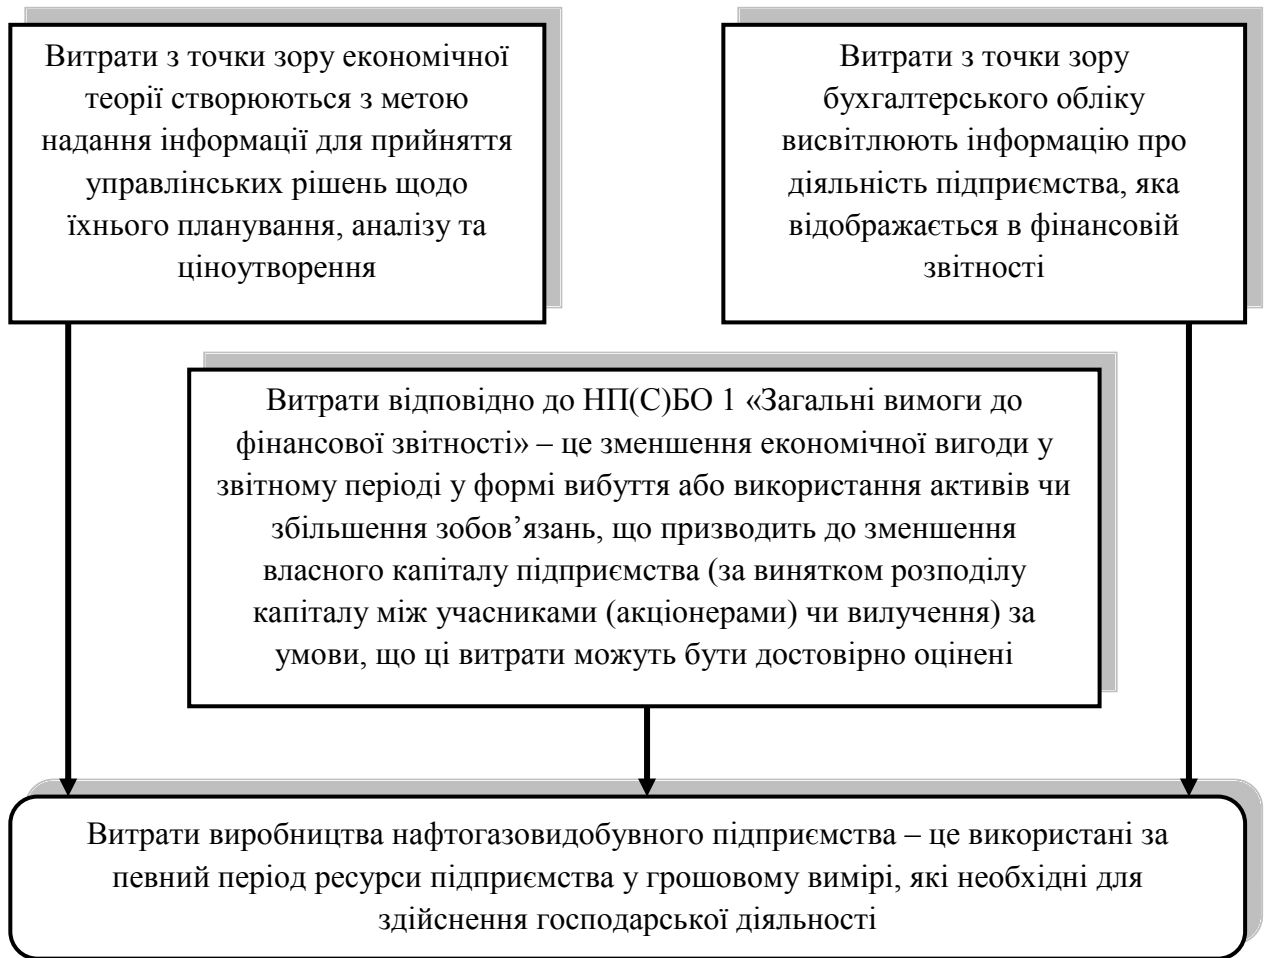 Витрати з точки зору економічної
теорії створюються з метою
надання інформації для прийняття
управлінських рішень щодо
їхнього планування, аналізу та
ціноутворення
Витрати з точки зору
бухгалтерського обліку
висвітлюють інформацію про
діяльність підприємства, яка
відображається в фінансовій
звітності
Витрати відповідно до НП(С)БО 1 «Загальні вимоги до
фінансової звітності» – це зменшення економічної вигоди у
звітному періоді у формі вибуття або використання активів чи
збільшення зобов’язань, що призводить до зменшення
власного капіталу підприємства (за винятком розподілу
капіталу між учасниками (акціонерами) чи вилучення) за
умови, що ці витрати можуть бути достовірно оцінені
Витрати виробництва нафтогазовидобувного підприємства – це використані за
певний період ресурси підприємства у грошовому вимірі, які необхідні для
здійснення господарської діяльності